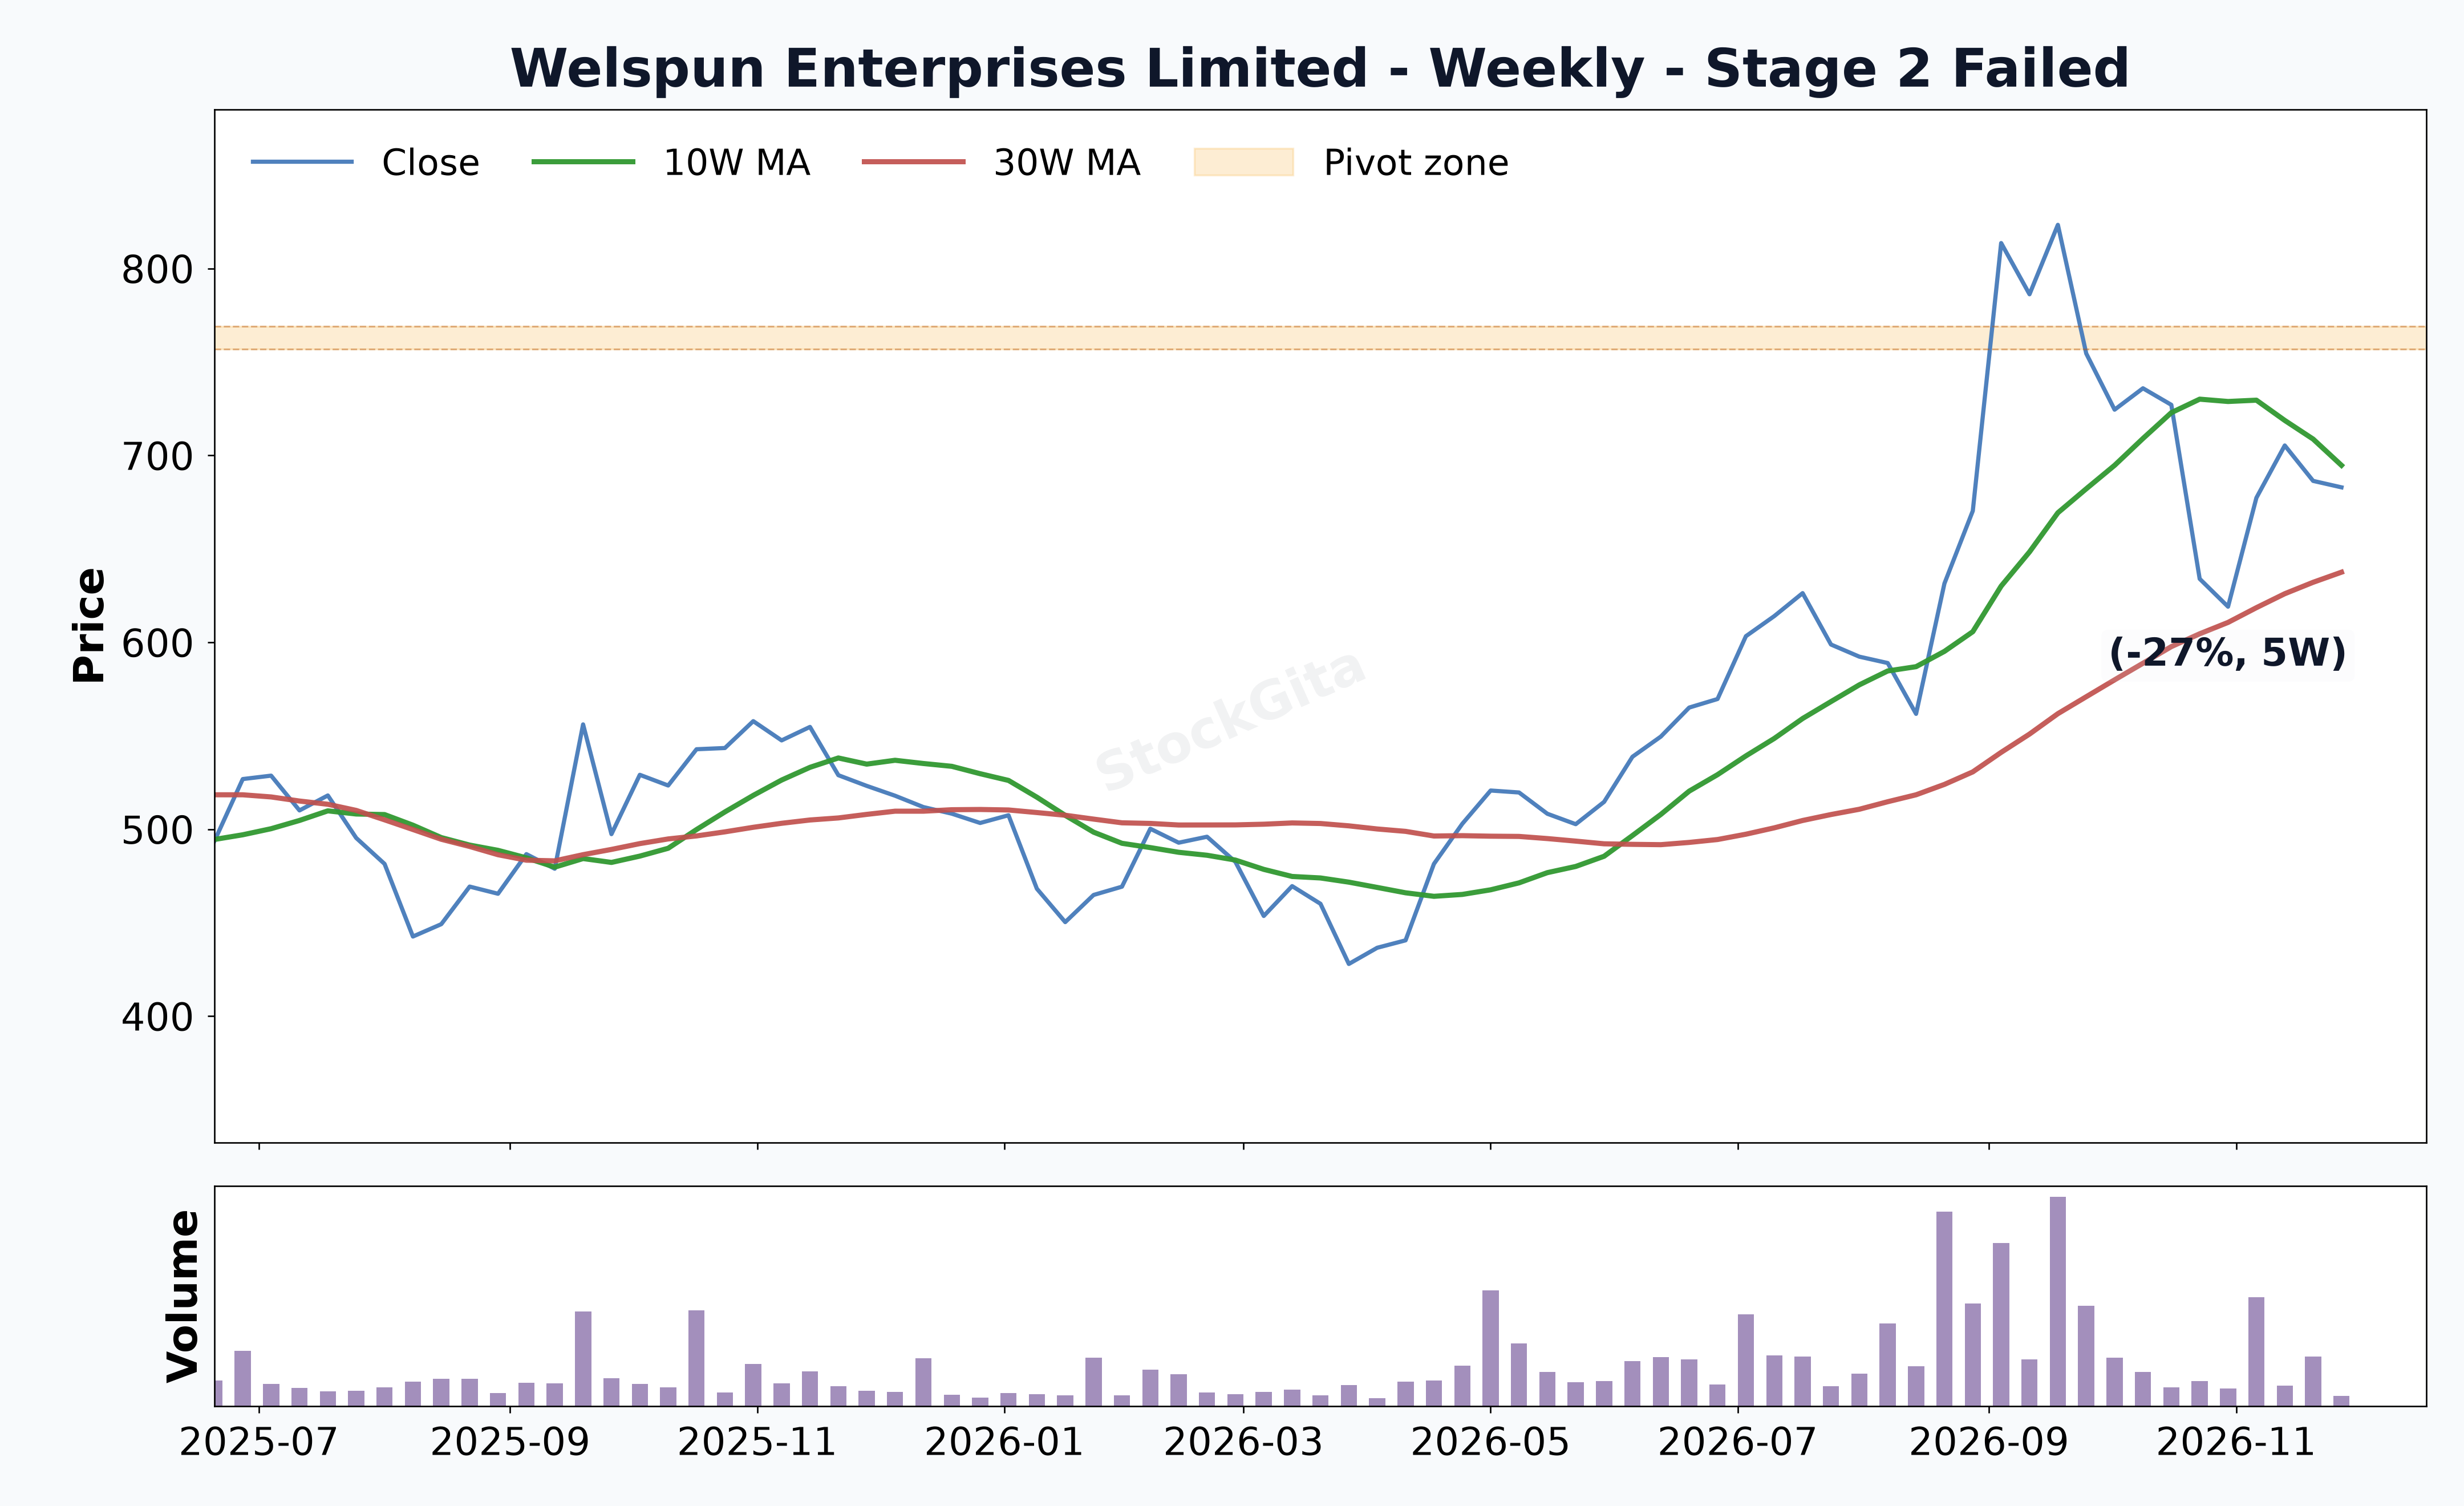 Welspun Enterprises Limited - Weekly - Stage 2 Failed
Close 10W MA 30W MA Pivot zone
Price
800
700
600
500
400
StockGita
(-27%, 5W)
Volume
2025-07 2025-09 2025-11 2026-01 2026-03 2026-05 2026-07 2026-09 2026-11